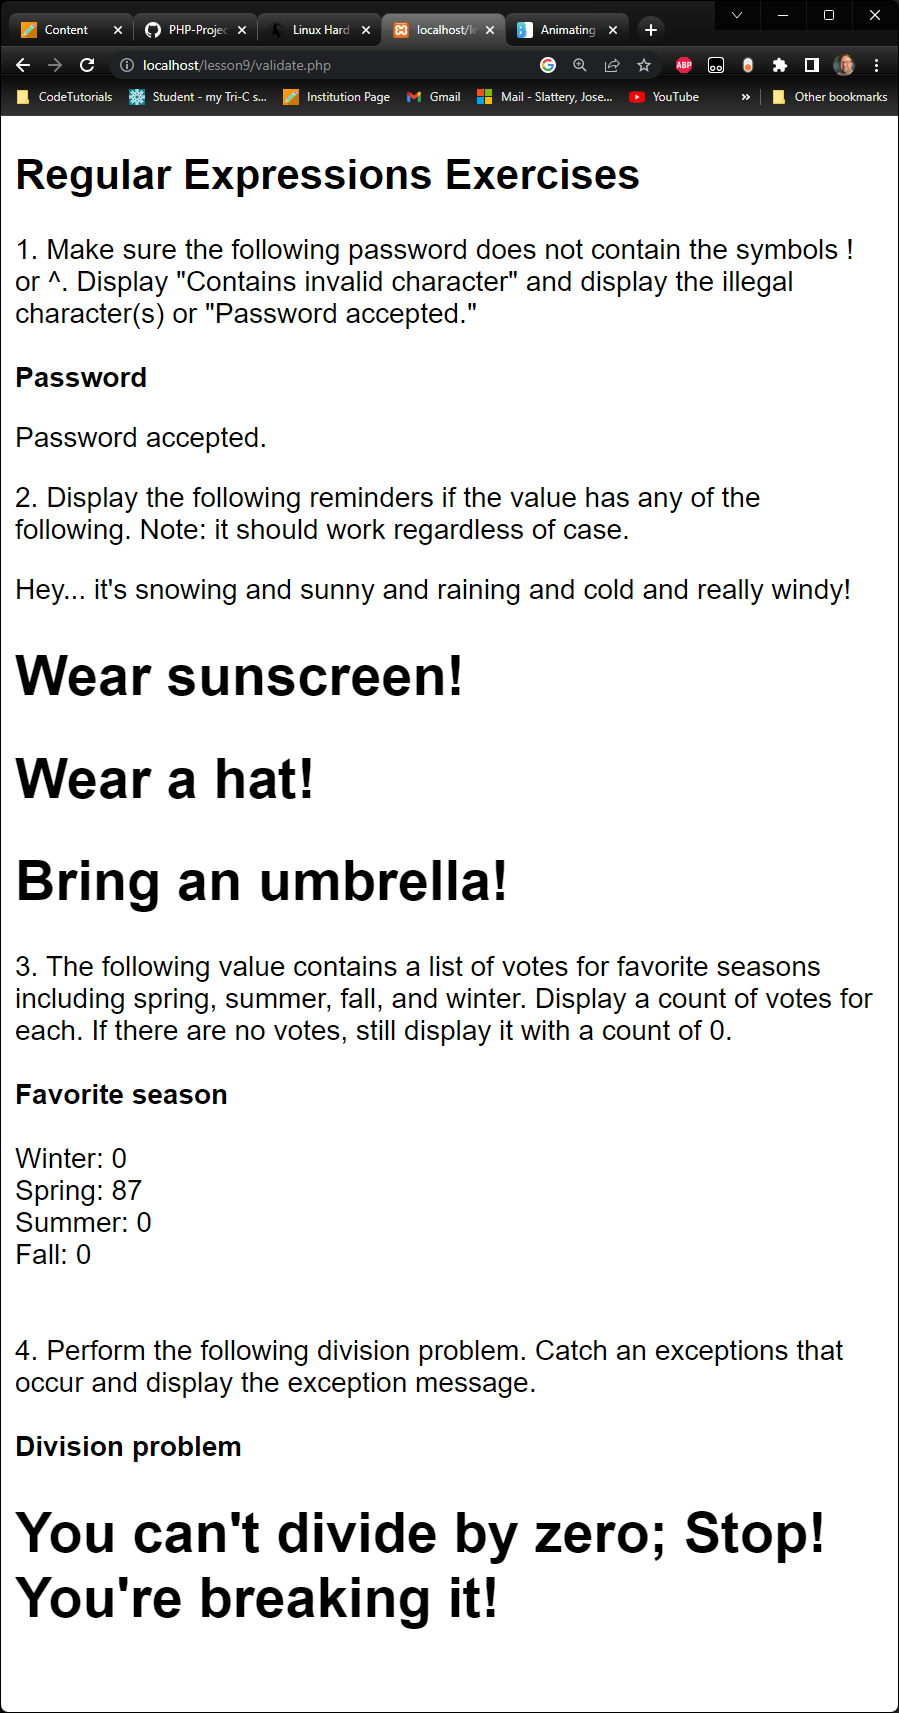 Content
PHP-Projec
Linux Hard
localhost/le
Animating
localhost/lesson9/validate.php
ABP
CodeTutorials
Student - my Tri-C s...
Institution Page
Gmail
Mail - Slattery, Jose...
YouTube
»
Other bookmarks
Regular Expressions Exercises
1. Make sure the following password does not contain the symbols !
or ^. Display "Contains invalid character" and display the illegal
character(s) or "Password accepted."
Password
Password accepted.
2. Display the following reminders if the value has any of the
following. Note: it should work regardless of case.
Hey... it's snowing and sunny and raining and cold and really windy!
Wear sunscreen!
Wear a hat!
Bring an umbrella!
3. The following value contains a list of votes for favorite seasons
including spring, summer, fall, and winter. Display a count of votes for
each. If there are no votes, still display it with a count of 0.
Favorite season
Winter: 0
Spring: 87
Summer: 0
Fall: 0
4. Perform the following division problem. Catch an exceptions that
occur and display the exception message.
Division problem
You can't divide by zero; Stop!
You're breaking it!